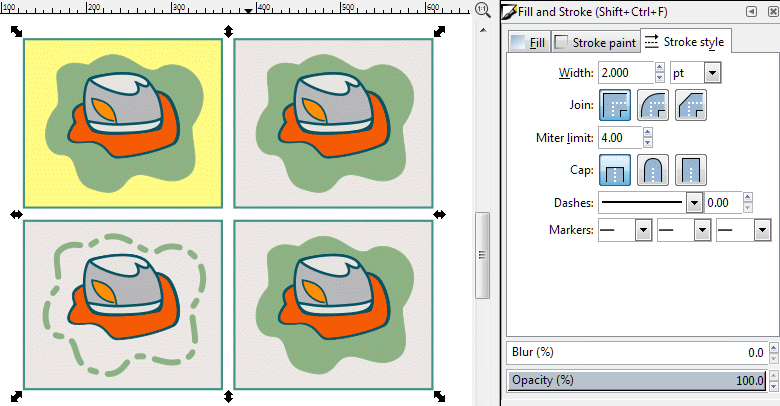 100 200 300 400 500 600
1:1
Fill and Stroke (Shift+Ctrl+F)
Fill Stroke paint Stroke style
Width: 2.000 pt
Join:
Miter limit: 4.00
Cap:
Dashes: 0.00
Markers:
Blur (%) 0.0
Opacity (%) 100.0